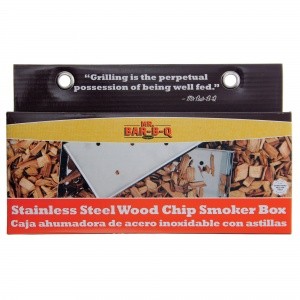 "Grilling is the perpetual
possession of being well fed."
-Mr. Bar-B-Q
MR.
BAR-B-Q
Stainless Steel Wood Chip Smoker Box
Caja ahumadora de acero inoxidable con astillas